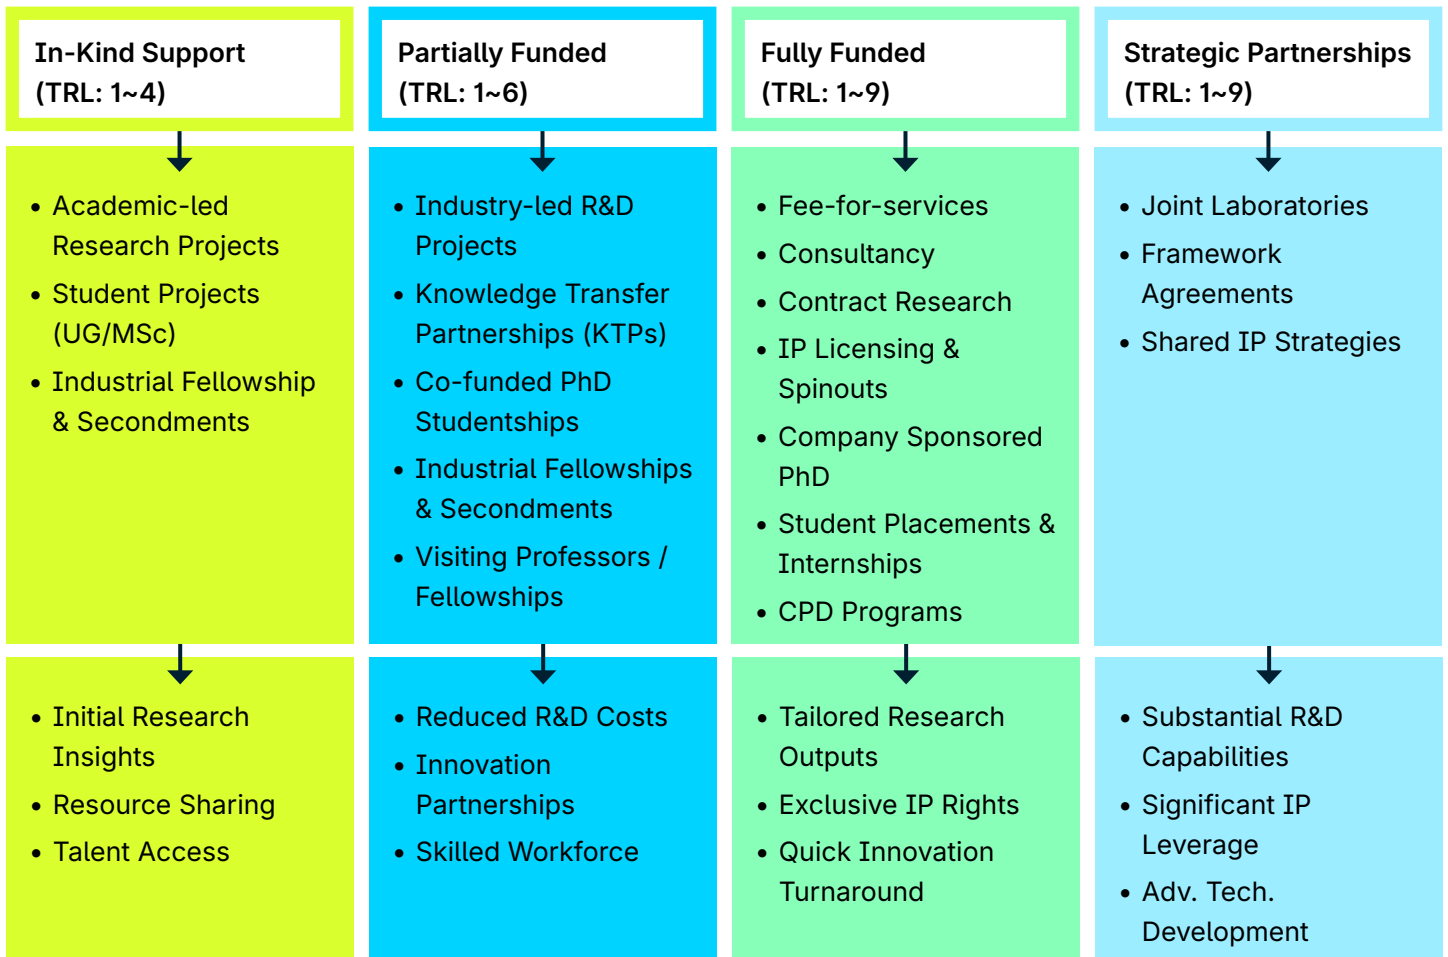 In-Kind Support
(TRL: 1~4)
• Academic-led
Research Projects
• Student Projects
(UG/MSc)
• Industrial Fellowship
& Secondments
• Initial Research
Insights
• Resource Sharing
• Talent Access
Partially Funded
(TRL: 1~6)
• Industry-led R&D
Projects
• Knowledge Transfer
Partnerships (KTPs)
• Co-funded PhD
Studentships
• Industrial Fellowships
& Secondments
• Visiting Professors /
Fellowships
• Reduced R&D Costs
• Innovation
Partnerships
• Skilled Workforce
Fully Funded
(TRL: 1~9)
• Fee-for-services
• Consultancy
• Contract Research
• IP Licensing &
Spinouts
• Company Sponsored
PhD
• Student Placements &
Internships
• CPD Programs
• Tailored Research
Outputs
• Exclusive IP Rights
• Quick Innovation
Turnaround
Strategic Partnerships
(TRL: 1~9)
• Joint Laboratories
• Framework
Agreements
• Shared IP Strategies
• Substantial R&D
Capabilities
• Significant IP
Leverage
• Adv. Tech.
Development